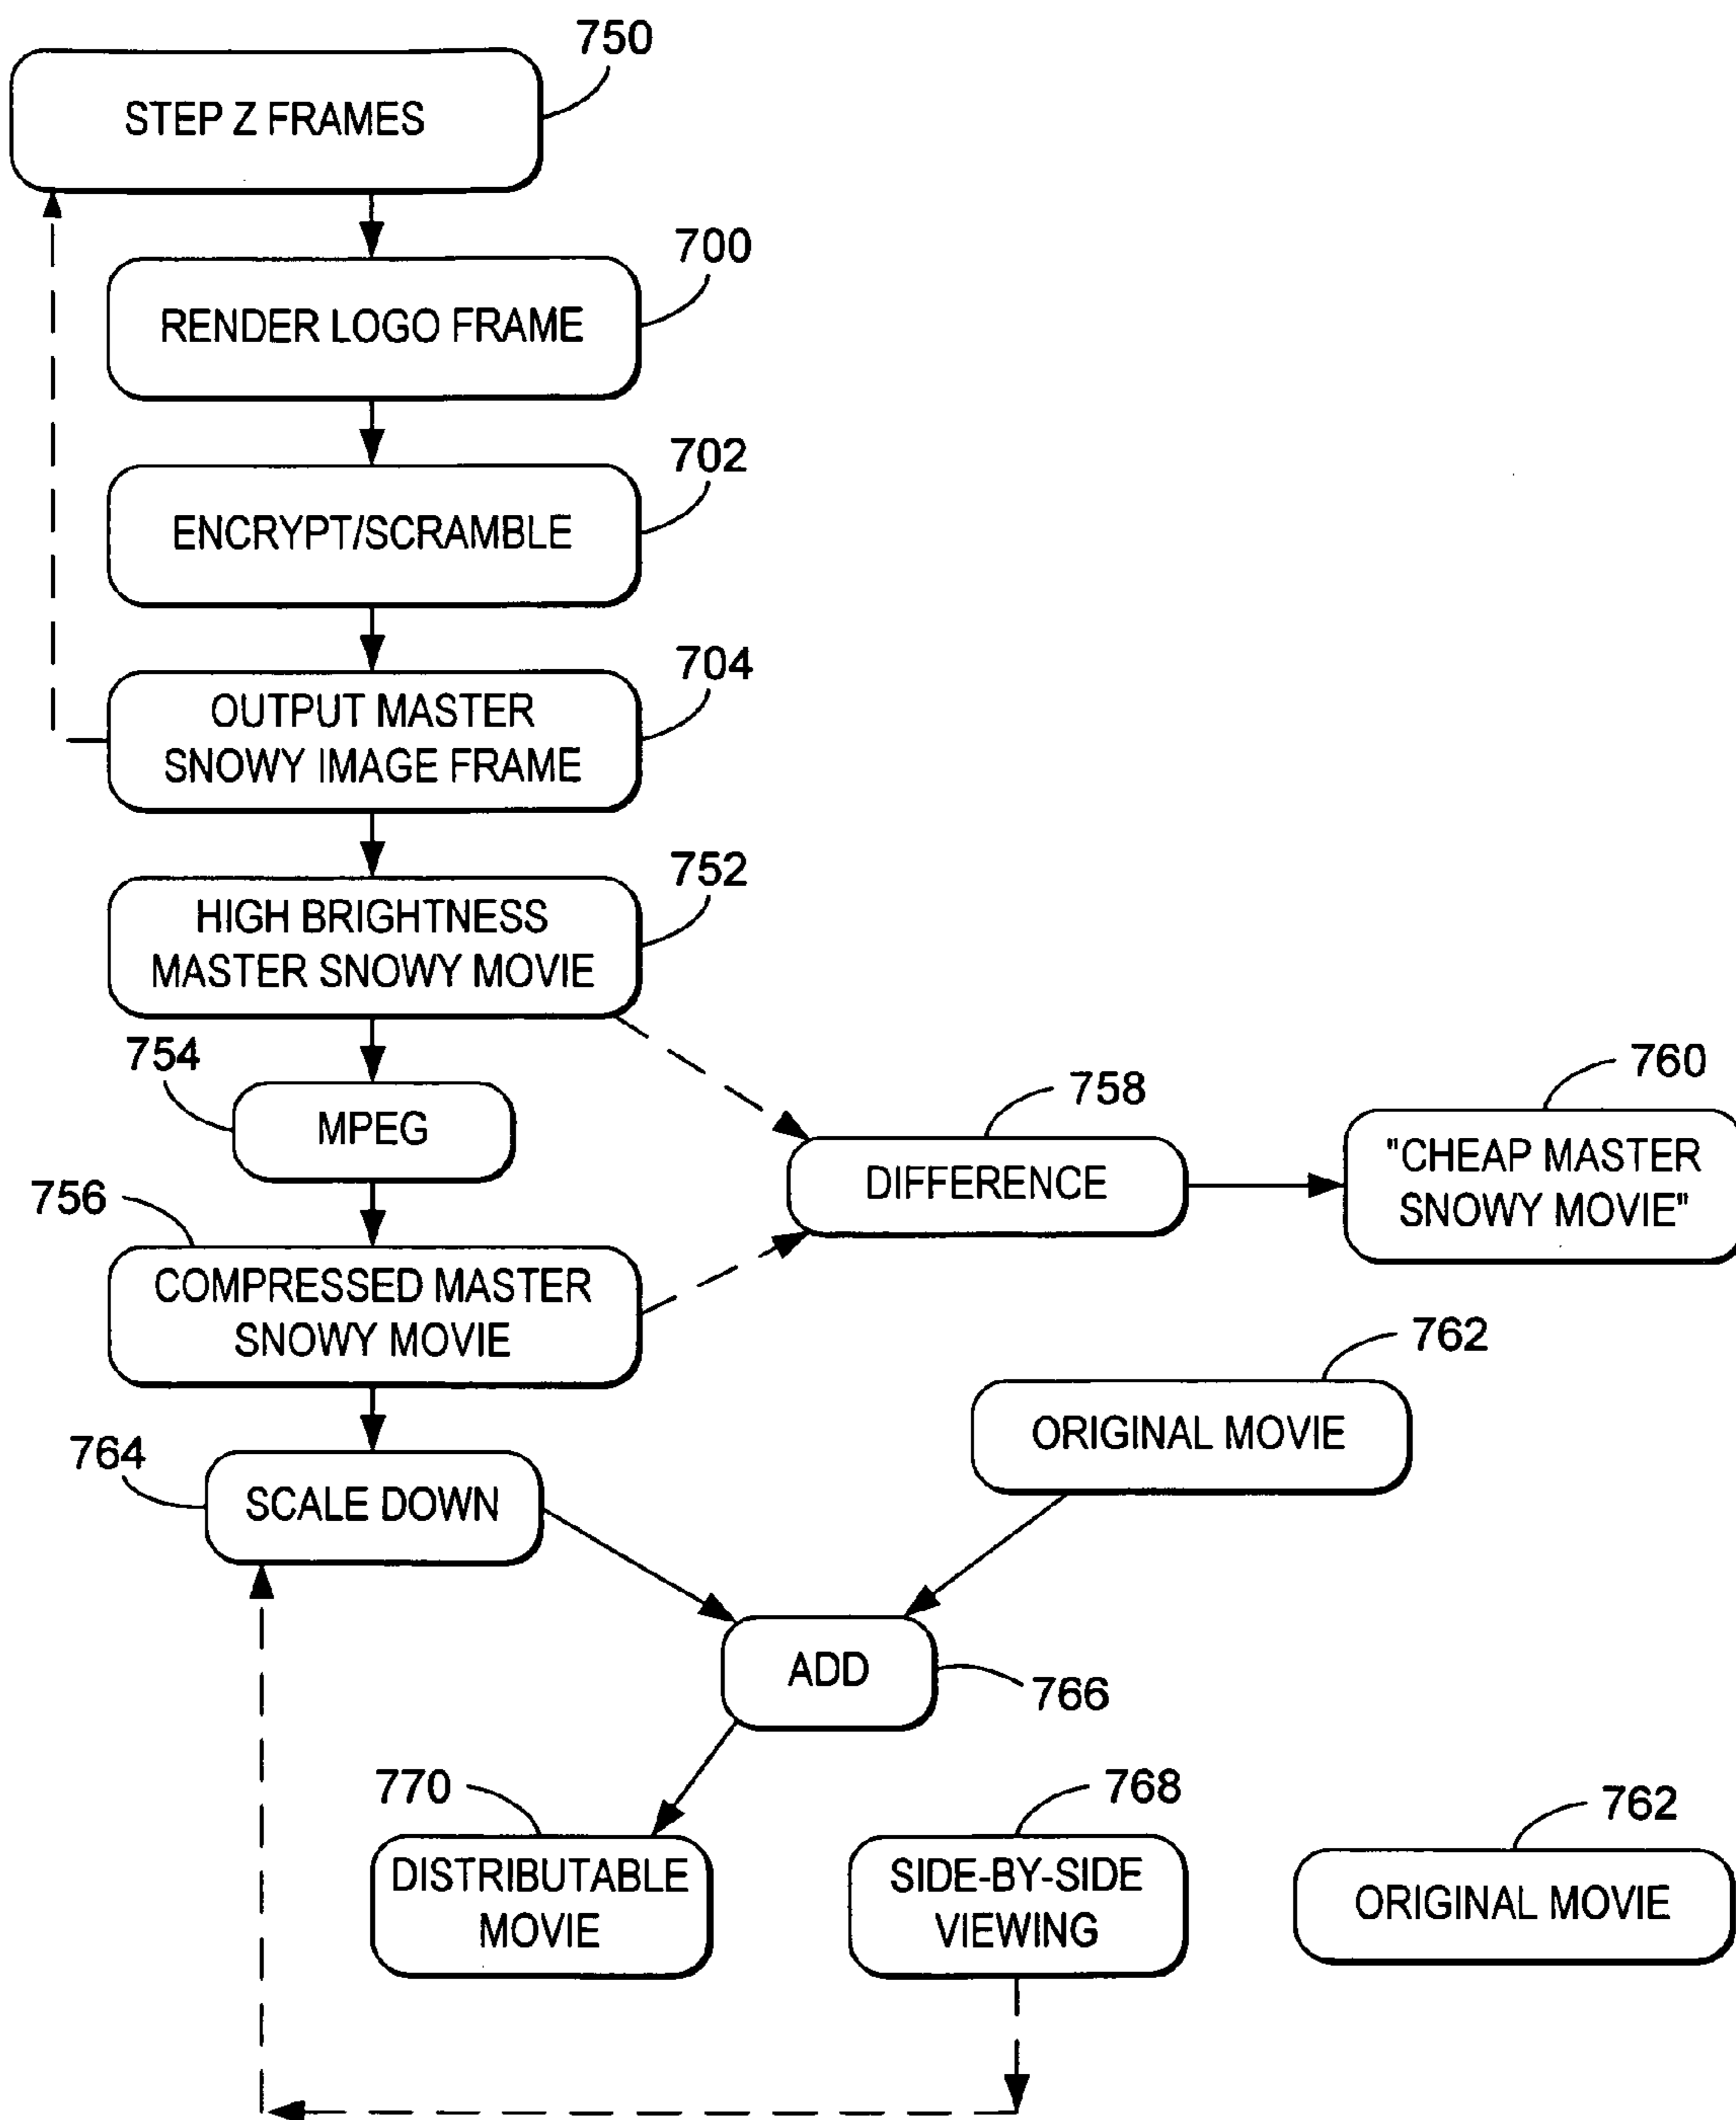 750
STEP Z FRAMES
700
RENDER LOGO FRAME
702
ENCRYPT/SCRAMBLE
704
OUTPUT MASTER
SNOWY IMAGE FRAME
752
HIGH BRIGHTNESS
MASTER SNOWY MOVIE
754
MPEG
758
DIFFERENCE
760
"CHEAP MASTER
SNOWY MOVIE"
756
COMPRESSED MASTER
SNOWY MOVIE
762
ORIGINAL MOVIE
764
SCALE DOWN
ADD
766
770
DISTRIBUTABLE
MOVIE
768
SIDE-BY-SIDE
VIEWING
762
ORIGINAL MOVIE